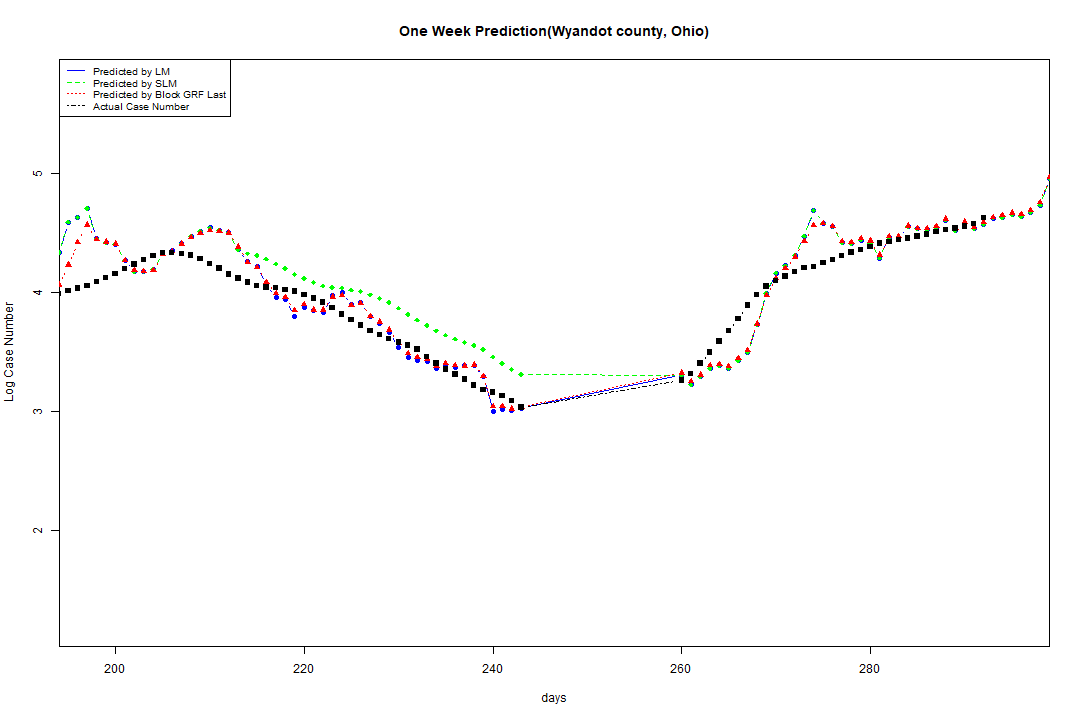 One Week Prediction(Wyandot county, Ohio)
Predicted by LM
Predicted by SLM
Predicted by Block GRF Last
Actual Case Number
5
4
3
2
Log Case Number
200
220
240
260
280
days